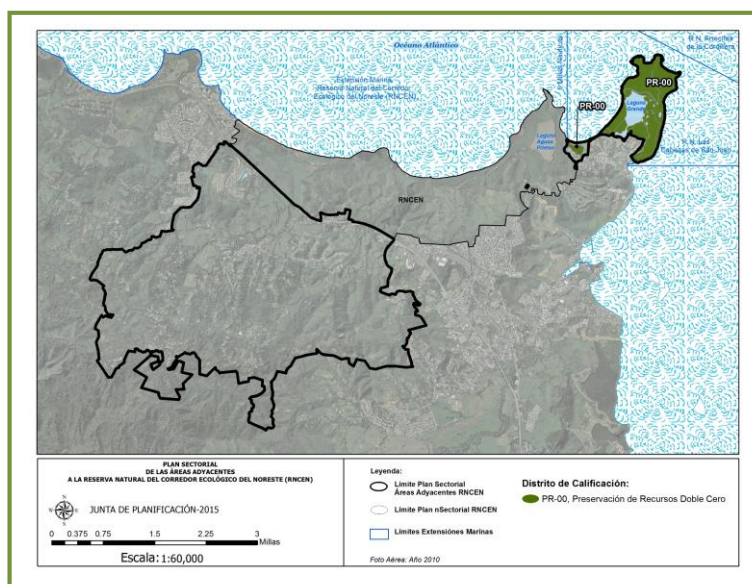 Océano Atlántico
Extensión Marina
Reserva Natural del Corredor
Ecológico del Noreste (RNCEN)
R.N. Arrecifes
de la Cordillera
PR-00
PR-00
Laguna
Grande
Laguna
Aguas
Prietas
R.N. Las
Cabezas de San Juan
RNCEN
PLAN SECTORIAL
DE LAS ÁREAS ADYACENTES
A LA RESERVA NATURAL DEL CORREDOR ECOLÓGICO DEL NORESTE (RNCEN)
N
W
E
S
JUNTA DE PLANIFICACIÓN-2015
0 0.375 0.75 1.5 2.25 3
Millas
Escala: 1:60,000
Leyenda:
Límite Plan Sectorial
Áreas Adyacentes RNCEN
Límite Plan nSectorial RNCEN
Límites Extensiónes Marinas
Foto Aérea: Año 2010
Distrito de Calificación:
PR-00, Preservación de Recursos Doble Cero